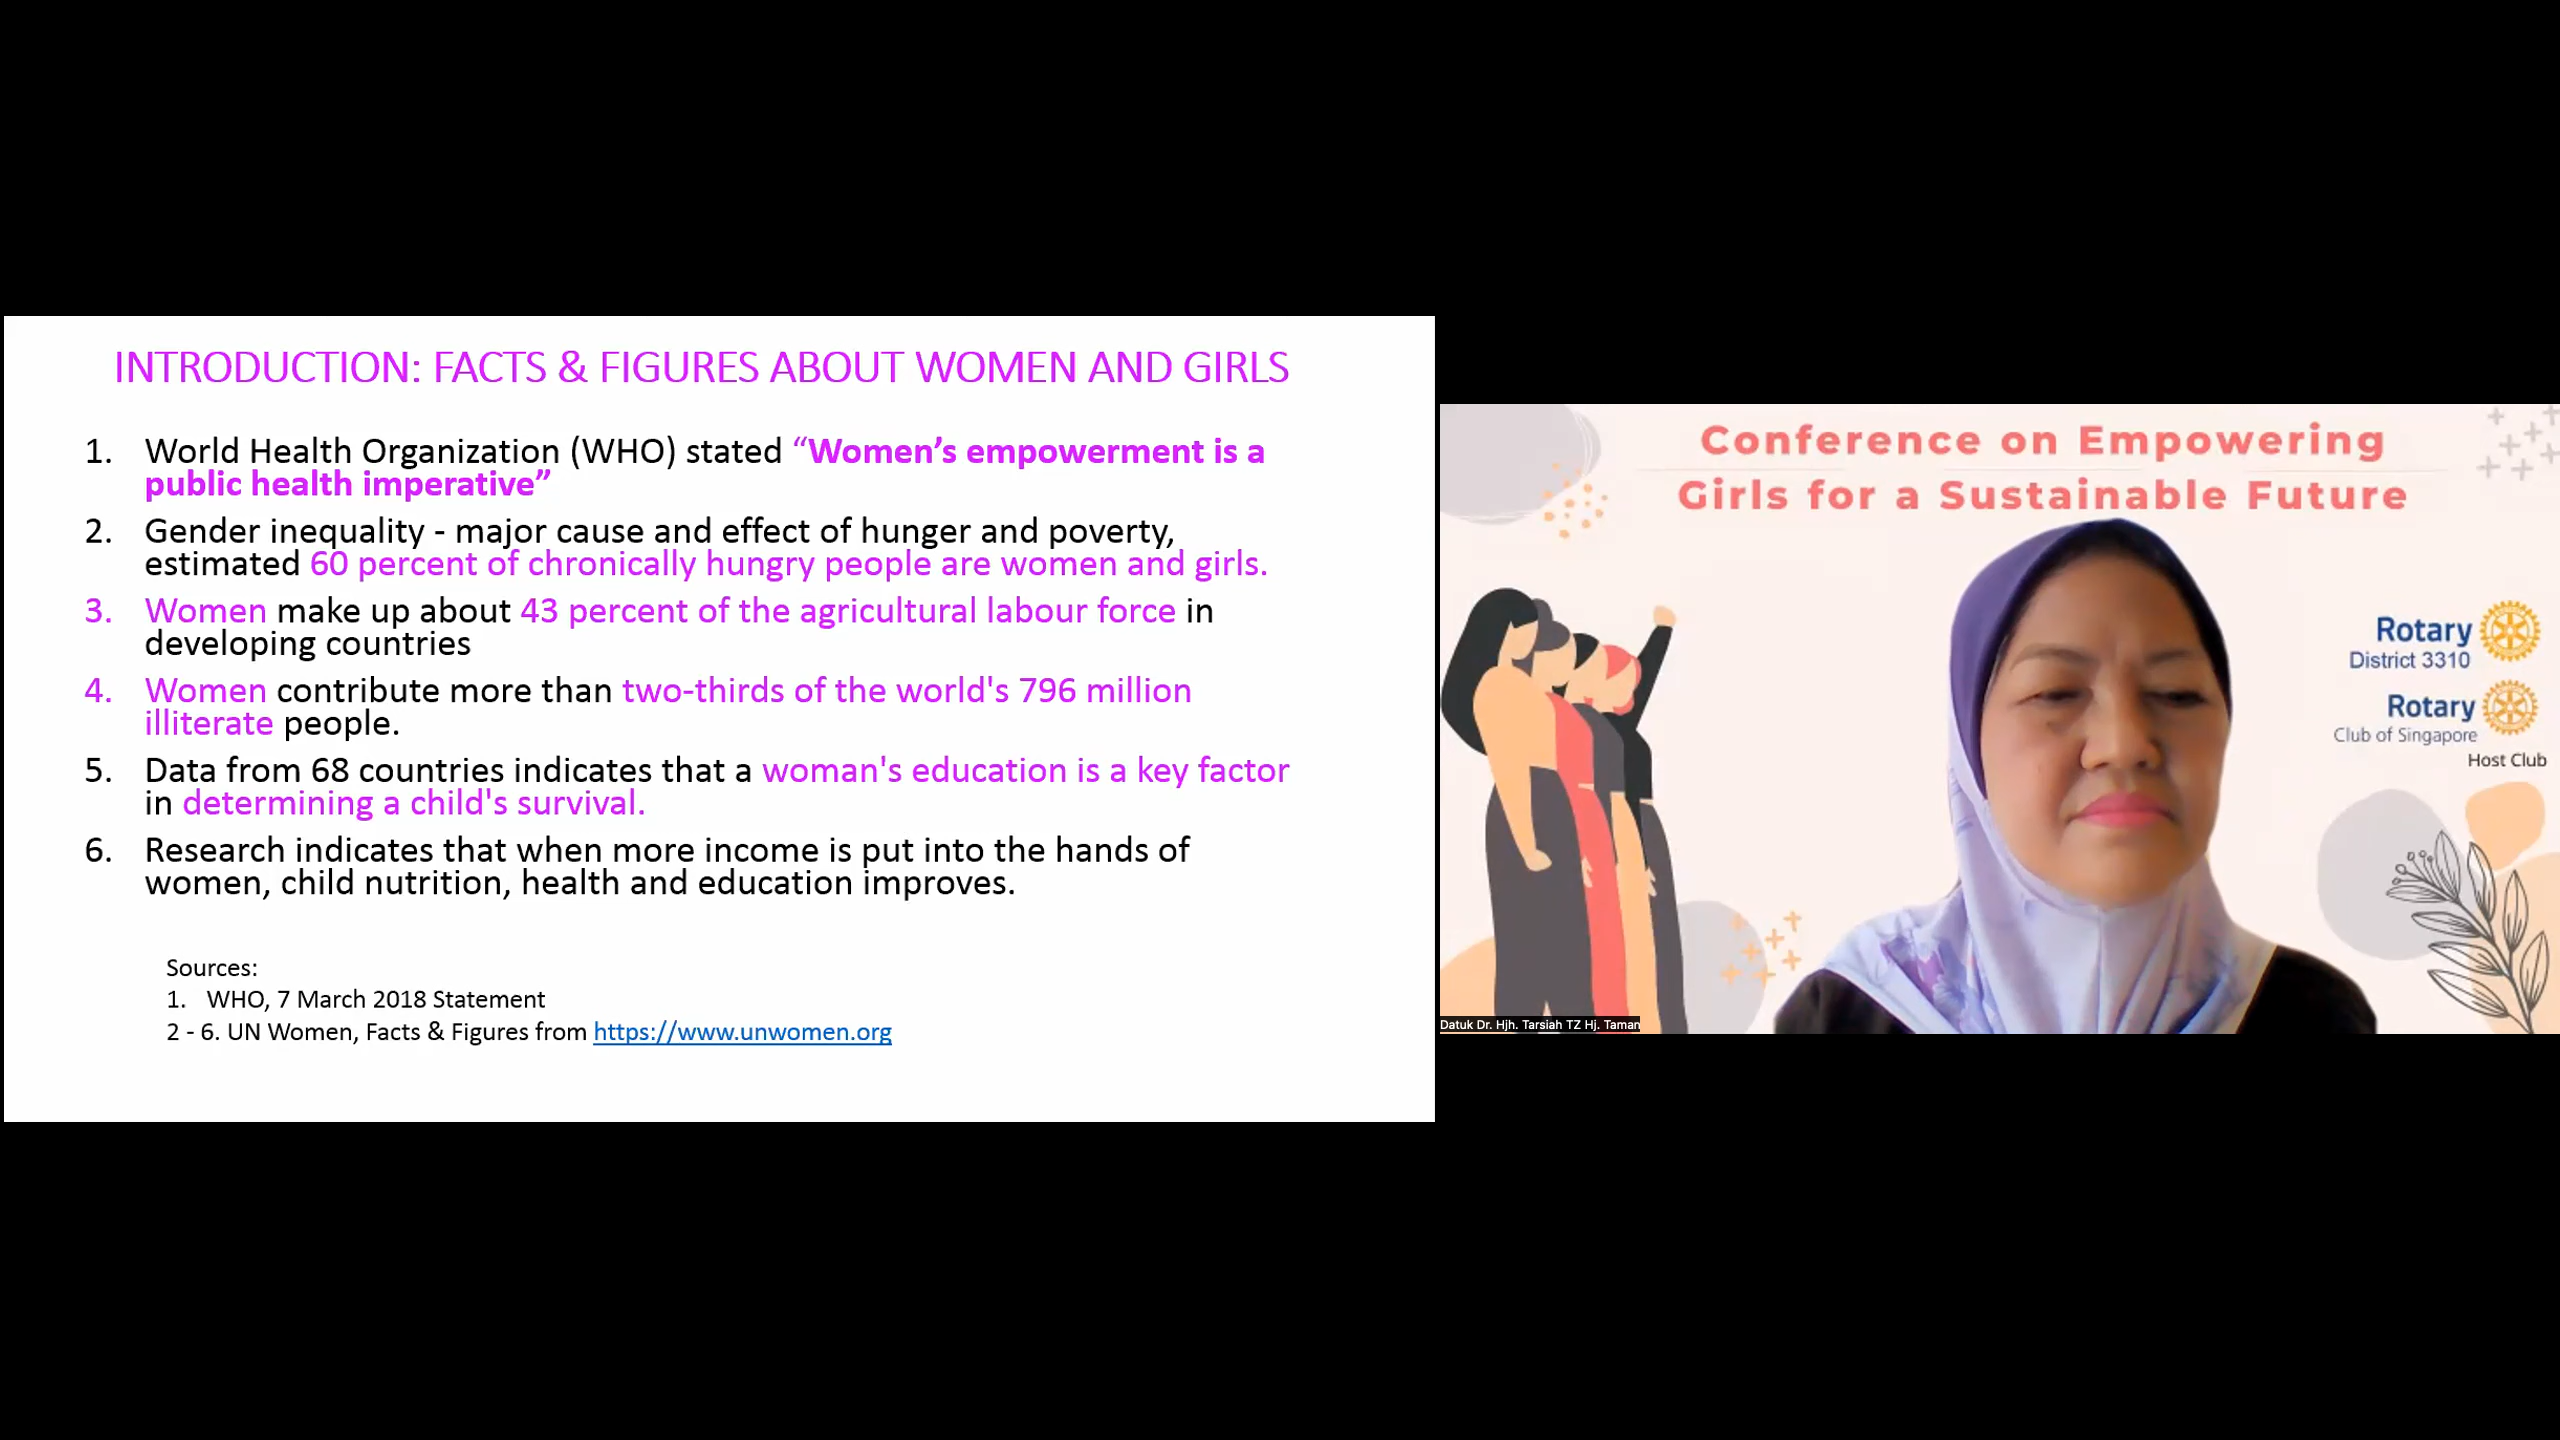 INTRODUCTION: FACTS & FIGURES ABOUT WOMEN AND GIRLS
1. World Health Organization (WHO) stated “Women’s empowerment is a
public health imperative”
2. Gender inequality - major cause and effect of hunger and poverty,
estimated 60 percent of chronically hungry people are women and girls.
3. Women make up about 43 percent of the agricultural labour force in
developing countries
4. Women contribute more than two-thirds of the world's 796 million
illiterate people.
5. Data from 68 countries indicates that a woman's education is a key factor
in determining a child's survival.
6. Research indicates that when more income is put into the hands of
women, child nutrition, health and education improves.
Sources:
1. WHO, 7 March 2018 Statement
2 - 6. UN Women, Facts & Figures from https://www.unwomen.org
Conference on Empowering
Girls for a Sustainable Future
Rotary
District 3310
Rotary
Club of Singapore
Host Club
Datuk Dr. Hjh. Tarsiah TZ Hj. Taman